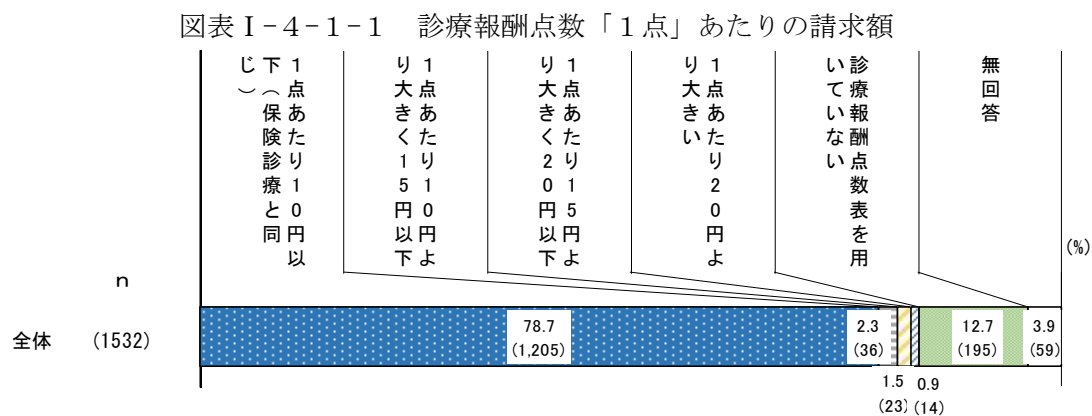 図表Ⅰ-4-1-1 診療報酬点数「1点」あたりの請求額
1点あたり10円以
下(保険診療と同
じ)
1点あたり10円よ
り大きく15円以下
1点あたり15円よ
り大きく20円以下
1点あたり20円よ
り大きい
診療報酬点数表を用
いていない
無回答
(%)
n
全体 (1532)
78.7
(1,205)
2.3
(36)
1.5
(23)
0.9
(14)
12.7
(195)
3.9
(59)